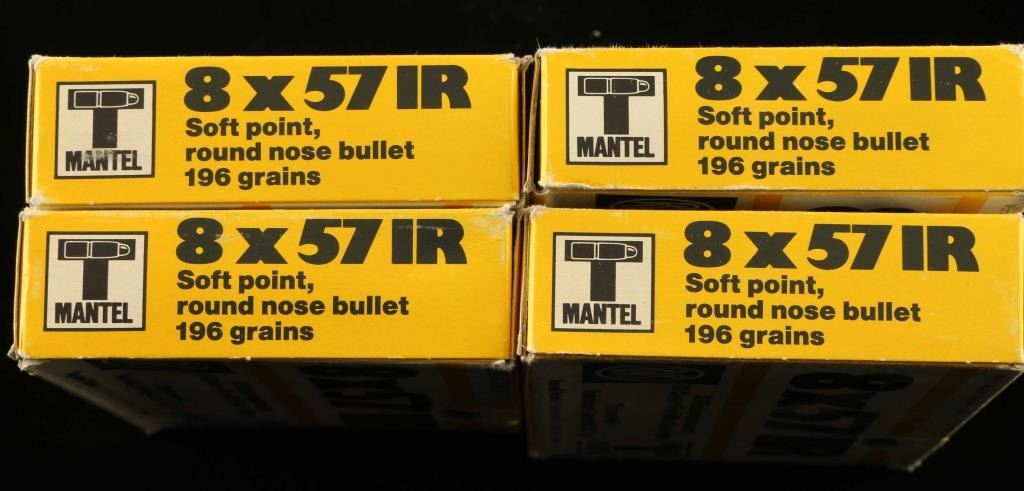 8 x 57 IR
Soft point,
round nose bullet
196 grains
T
MANTEL
8 x 57 IR
Soft point,
round nose bullet
196 grains
T
MANTEL
8 x 57 IR
Soft point,
round nose bullet
196 grains
T
MANTEL
8 x 57 IR
Soft point,
round nose bullet
196 grains
T
MANTEL
8x57
8x57IR